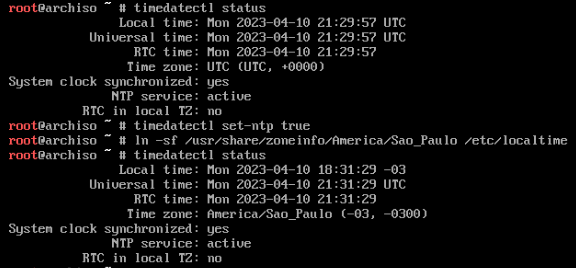 root@archiso ~ # timedatectl status
Local time: Mon 2023-04-10 21:29:57 UTC
Universal time: Mon 2023-04-10 21:29:57 UTC
RTC time: Mon 2023-04-10 21:29:57
Time zone: UTC (UTC, +0000)
System clock synchronized: yes
NTP service: active
RTC in local TZ: no
root@archiso ~ # timedatectl set-ntp true
root@archiso ~ # ln -sf /usr/share/zoneinfo/America/Sao_Paulo /etc/localtime
root@archiso ~ # timedatectl status
Local time: Mon 2023-04-10 18:31:29 -03
Universal time: Mon 2023-04-10 21:31:29 UTC
RTC time: Mon 2023-04-10 21:31:29
Time zone: America/Sao_Paulo (-03, -0300)
System clock synchronized: yes
NTP service: active
RTC in local TZ: no